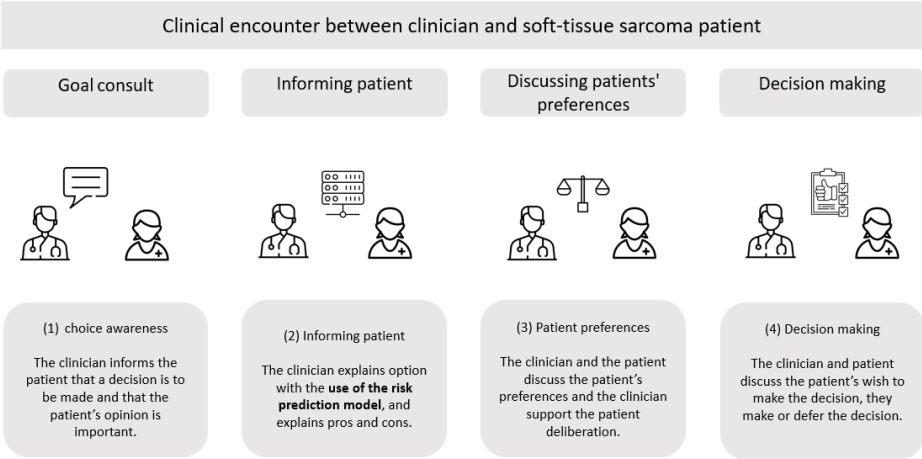 Clinical encounter between clinician and soft-tissue sarcoma patient
Goal consult
Informing patient
Discussing patients'
preferences
Decision making
(1) choice awareness
The clinician informs the
patient that a decision is to
be made and that the
patient's opinion is
important.
(2) Informing patient
The clinician explains option
with the use of the risk
prediction model, and
explains pros and cons.
(3) Patient preferences
The clinician and the patient
discuss the patient's
preferences and the clinician
support the patient
deliberation.
(4) Decision making
The clinician and patient
discuss the patient's wish to
make the decision, they
make or defer the decision.